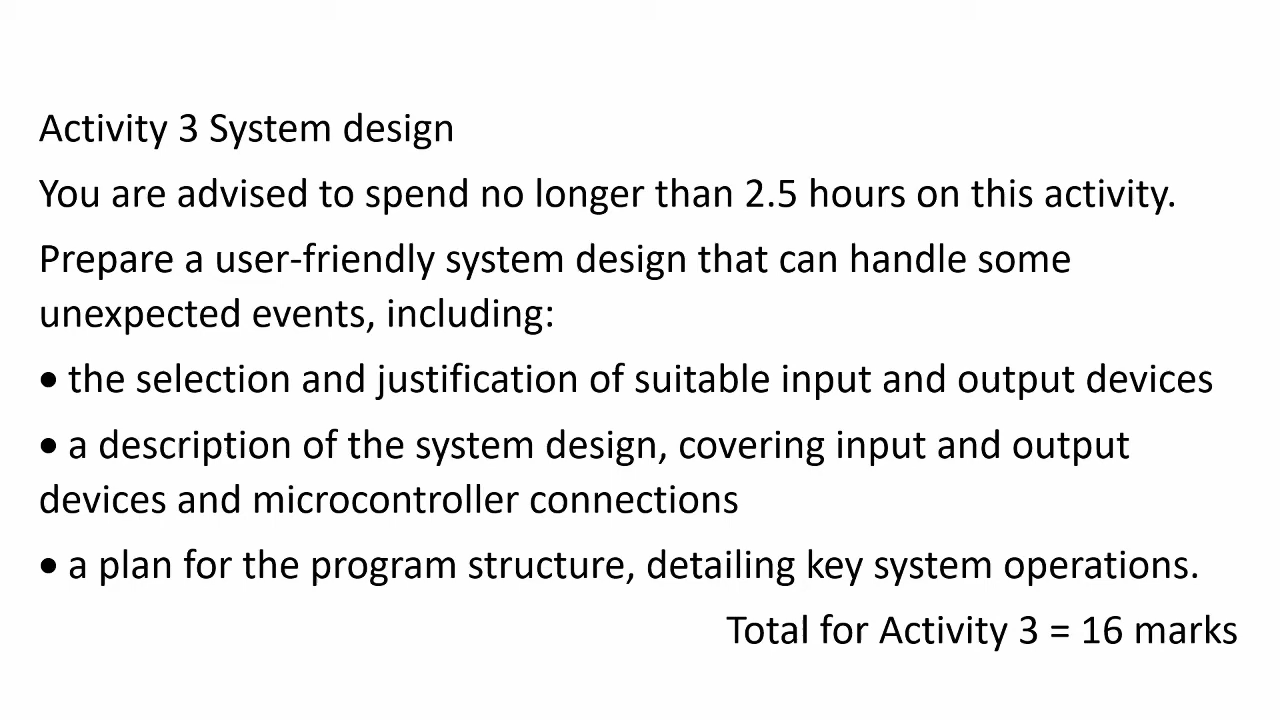 Activity 3 System design
You are advised to spend no longer than 2.5 hours on this activity.
Prepare a user-friendly system design that can handle some
unexpected events, including:
• the selection and justification of suitable input and output devices
• a description of the system design, covering input and output
devices and microcontroller connections
• a plan for the program structure, detailing key system operations.
Total for Activity 3 = 16 marks